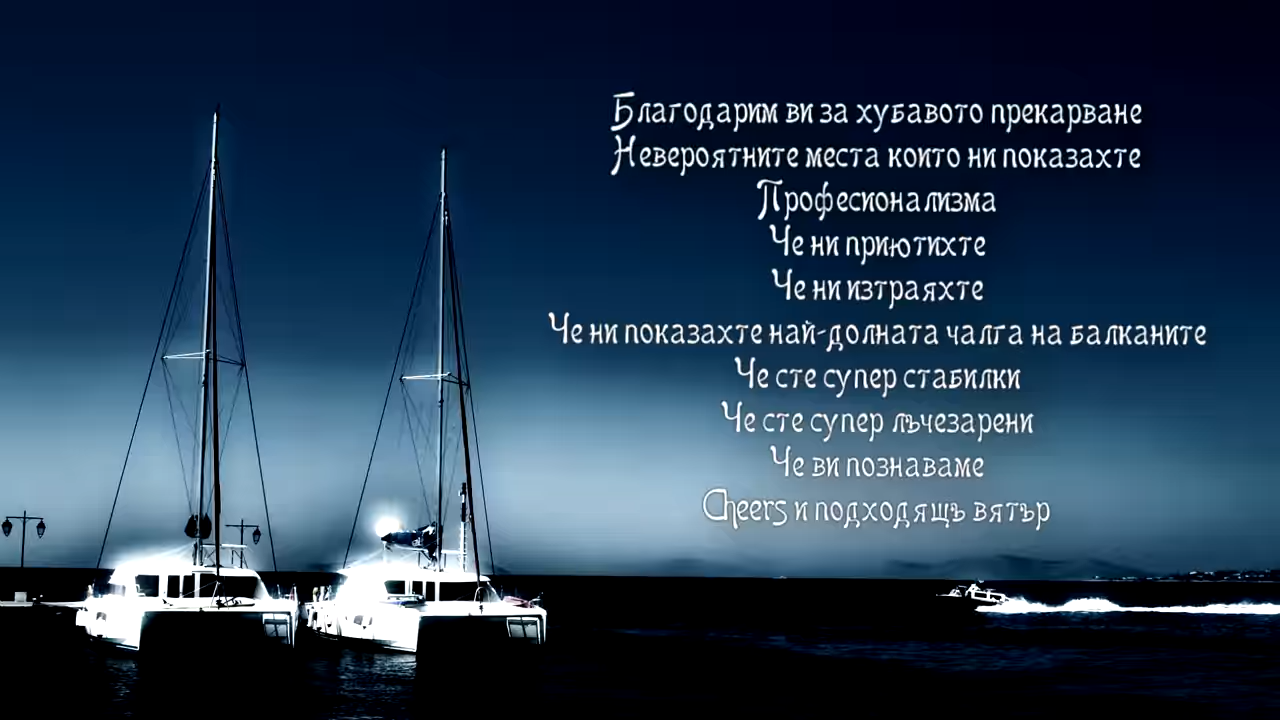 Благодарим ви за хубавото прекарване
Невероятните места които ни показахте
Професионализма
Че ни приютихте
Че ни изтраяхте
Че ни показахте най-долната чалга на балканите
Че сте супер стабилки
Че сте супер лъчезарени
Че ви познаваме
Cheers и подходящъ вятър